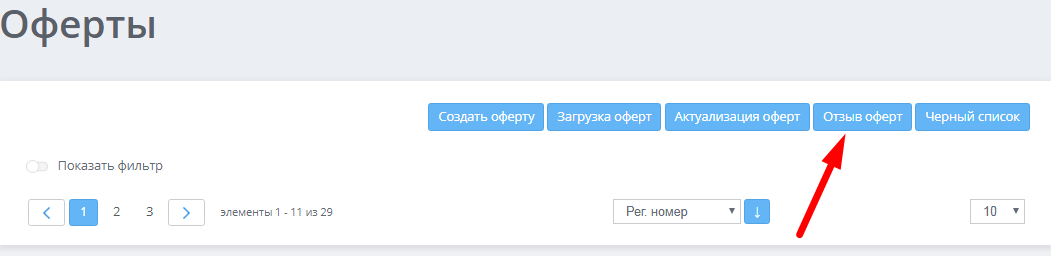 Оферты
Создать оферту Загрузка оферт Актуализация оферт Отзыв оферт Черный список
Показать фильтр
1 2 3 элементы 1 - 11 из 29 Рег. номер ↓ 10